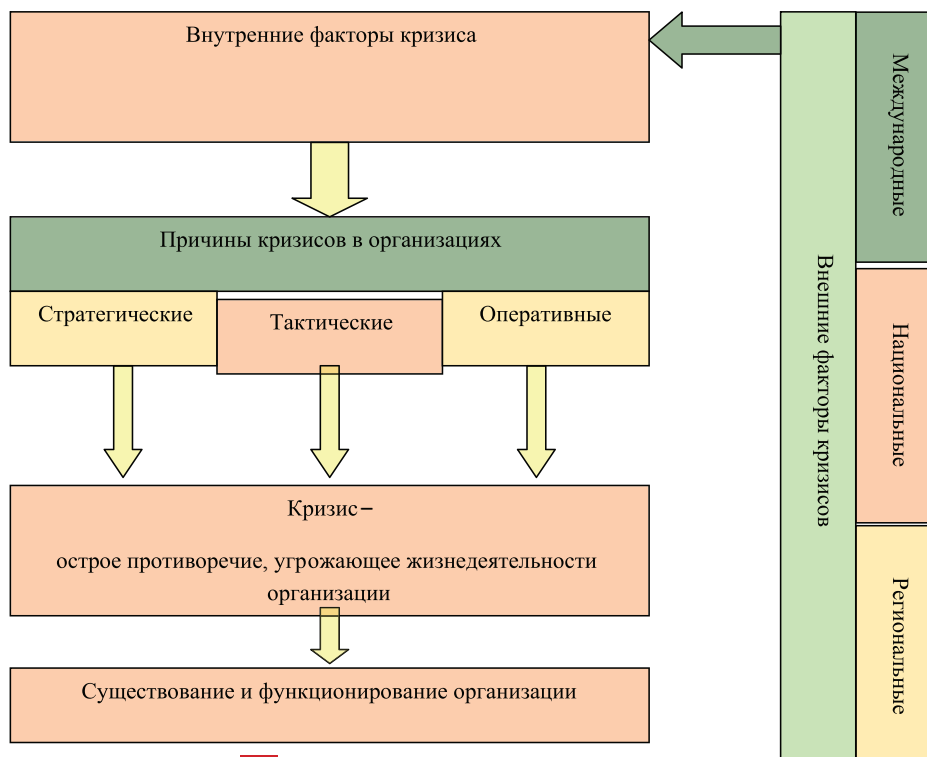 Внутренние факторы кризиса
Причины кризисов в организациях
Стратегические
Тактические
Оперативные
Кризис–
острое противоречие, угрожающее жизнедеятельности
организации
Существование и функционирование организации
Внешние факторы кризисов
Международные
Национальные
Региональные